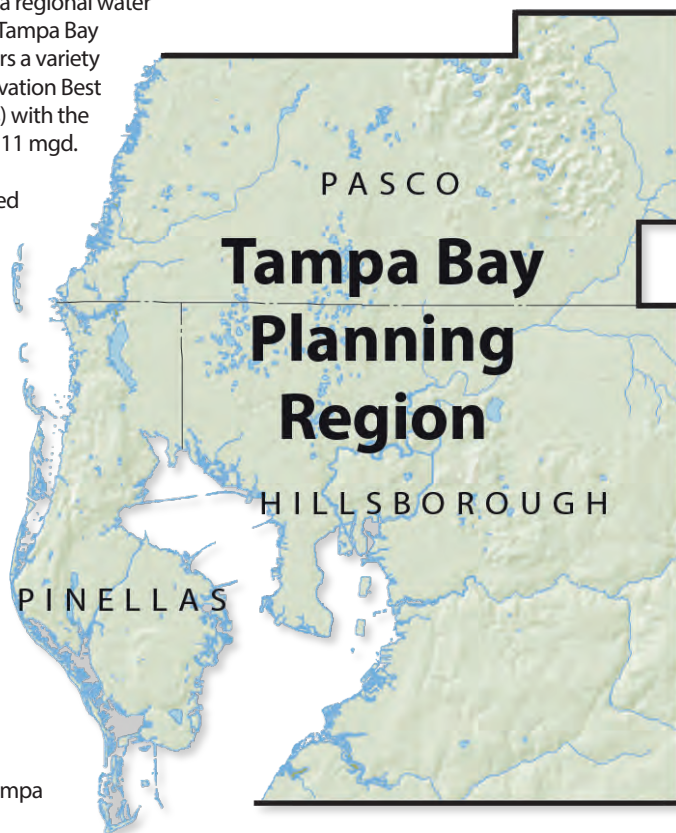 a regional water
Tampa Bay
rs a variety
vation Best
) with the
11 mgd.
ed
PASCO
Tampa Bay
Planning
Region
HILLSBOROUGH
PINELLAS
mpa